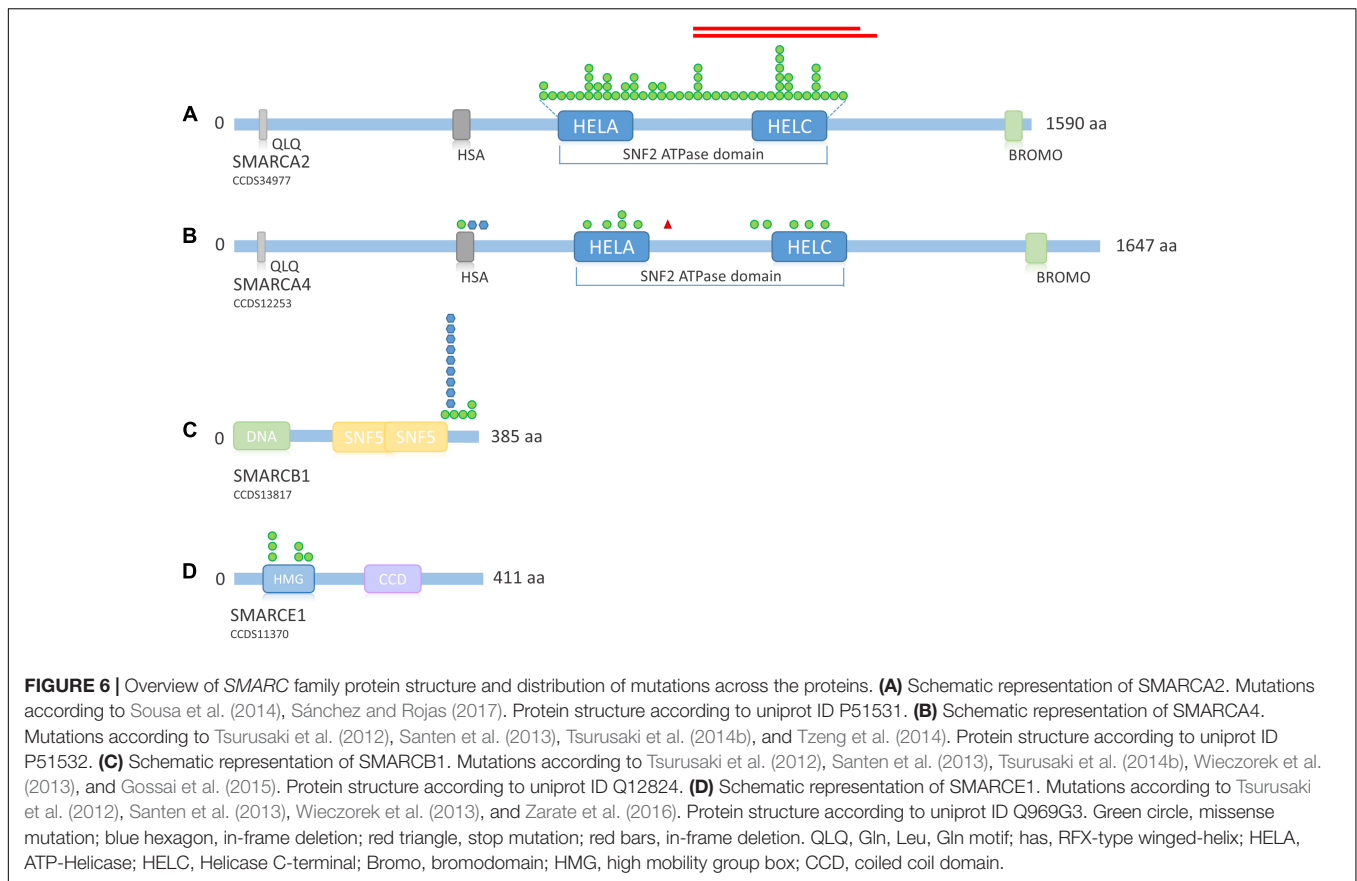 A
0
HELA
HELC
1590 aa
QLQ
HSA
SNF2 ATPase domain
BROMO
SMARCA2
CCDS34977
B
0
HELA
HELC
1647 aa
QLQ
HSA
SNF2 ATPase domain
BROMO
SMARCA4
CCDS12253
C
0
DNA
SNF5
SNF5
385 aa
SMARCB1
CCDS13817
D
0
HMG
CCD
411 aa
SMARCE1
CCDS11370
FIGURE 6 | Overview of SMARC family protein structure and distribution of mutations across the proteins. (A) Schematic representation of SMARCA2. Mutations
according to Sousa et al. (2014), Sánchez and Rojas (2017). Protein structure according to uniprot ID P51531. (B) Schematic representation of SMARCA4.
Mutations according to Tsurusaki et al. (2012), Santen et al. (2013), Tsurusaki et al. (2014b), and Tzeng et al. (2014). Protein structure according to uniprot ID
P51532. (C) Schematic representation of SMARCB1. Mutations according to Tsurusaki et al. (2012), Santen et al. (2013), Tsurusaki et al. (2014b), Wieczorek et al.
(2013), and Gossai et al. (2015). Protein structure according to uniprot ID Q12824. (D) Schematic representation of SMARCE1. Mutations according to Tsurusaki
et al. (2012), Santen et al. (2013), Wieczorek et al. (2013), and Zarate et al. (2016). Protein structure according to uniprot ID Q969G3. Green circle, missense
mutation; blue hexagon, in-frame deletion; red triangle, stop mutation; red bars, in-frame deletion. QLQ, Gln, Leu, Gln motif; has, RFX-type winged-helix; HELA,
ATP-Helicase; HELC, Helicase C-terminal; Bromo, bromodomain; HMG, high mobility group box; CCD, coiled coil domain.